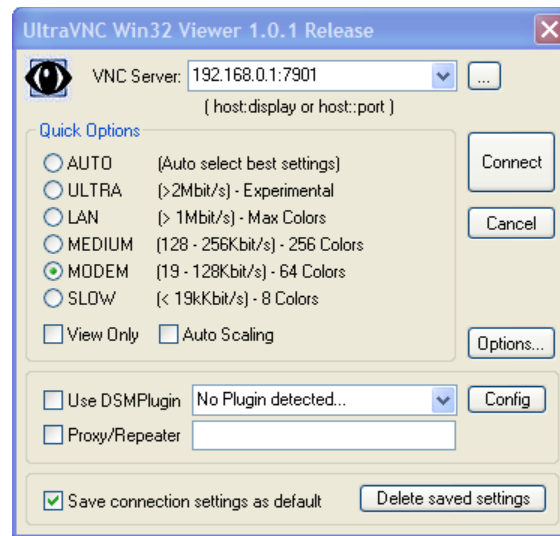 UltraVNC Win32 Viewer 1.0.1 Release
VNC Server: 192.168.0.1:7901 ...
( host:display or host::port )
Quick Options
AUTO (Auto select best settings)
ULTRA (>2Mbit/s) - Experimental
LAN (> 1Mbit/s) - Max Colors
MEDIUM (128 - 256Kbit/s) - 256 Colors
MODEM (19 - 128Kbit/s) - 64 Colors
SLOW (< 19kKbit/s) - 8 Colors
View Only Auto Scaling
Connect
Cancel
Options...
Use DSMPlugin No Plugin detected... Config
Proxy/Repeater
Save connection settings as default Delete saved settings